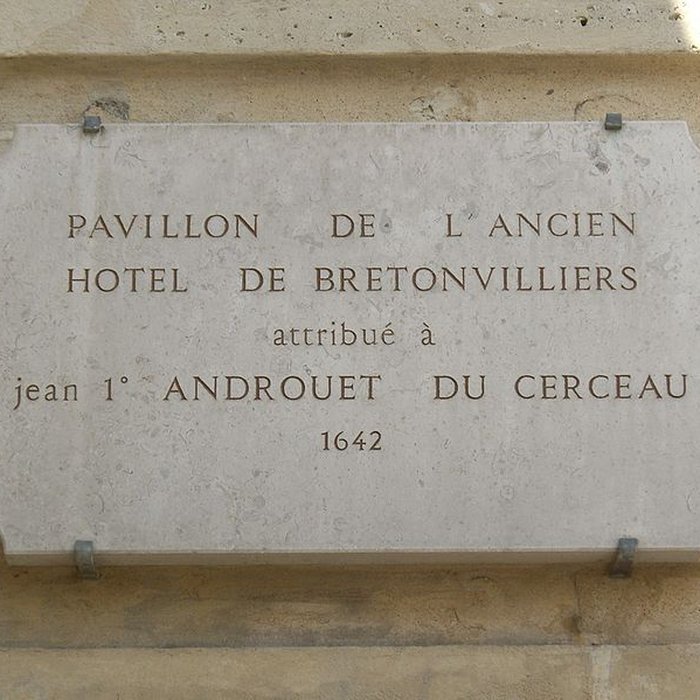 PAVILLON DE L'ANCIEN
HOTEL DE BRETONVILLIERS
attribué à
jean 1° ANDROUET DU CERCEAU
1642